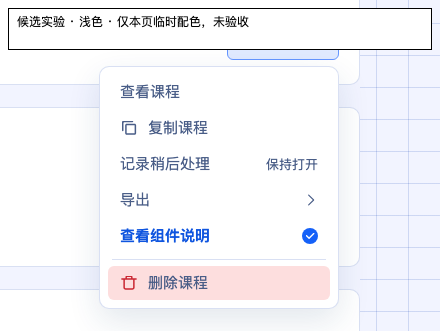 候选实验 · 浅色 · 仅本页临时配色，未验收
查看课程
复制课程
记录稍后处理 保持打开
导出
查看组件说明
删除课程